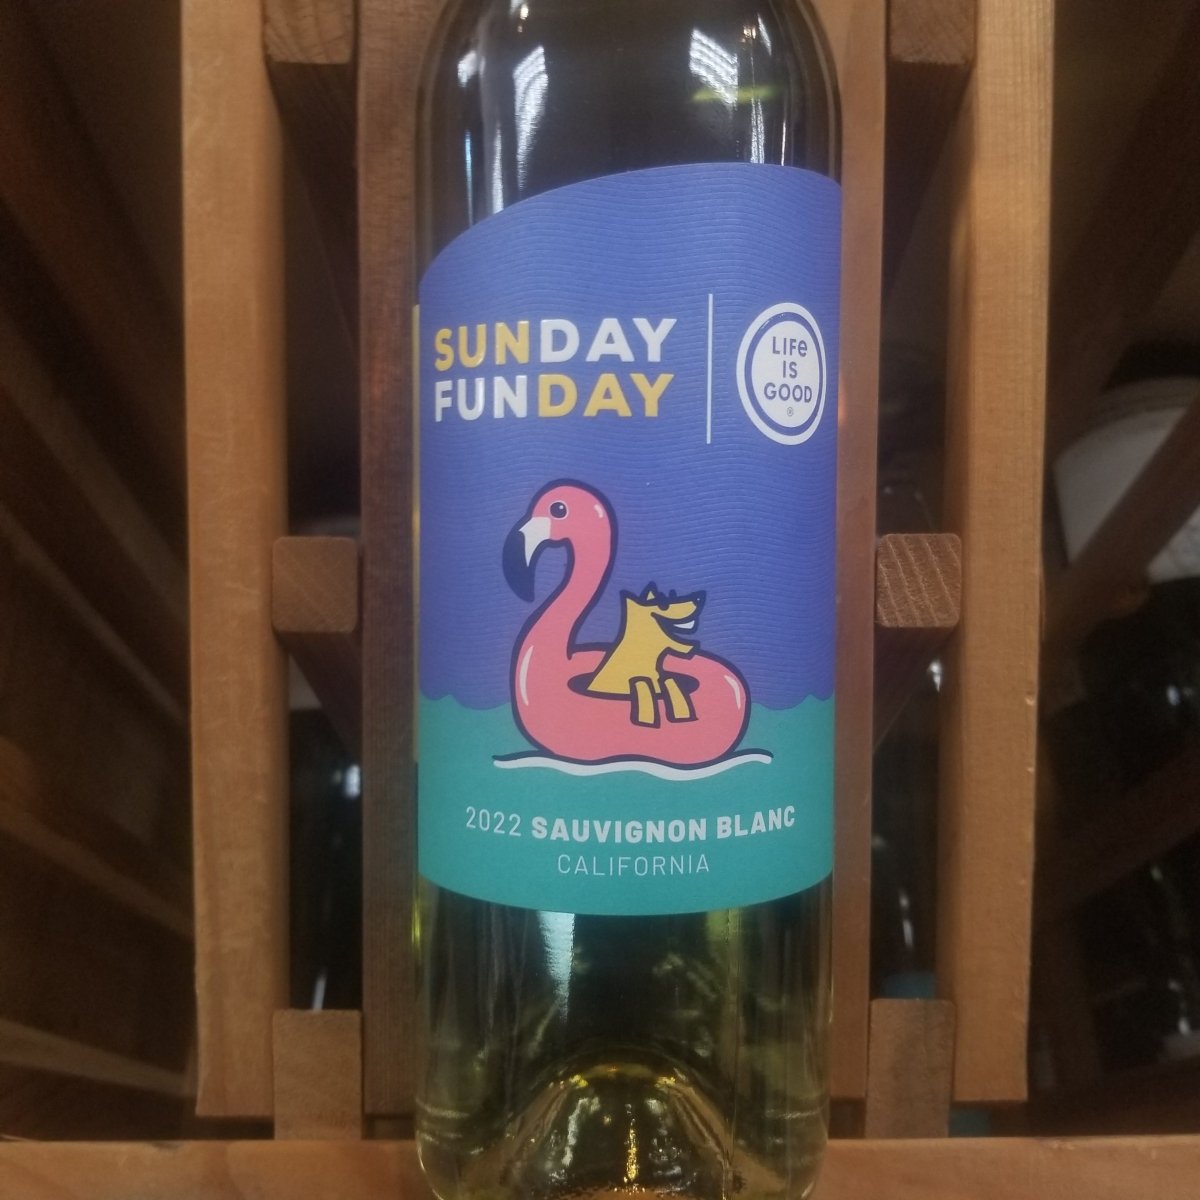 SUNDAY
FUNDAY
LIFe
IS
GOOD
®
2022 SAUVIGNON BLANC
CALIFORNIA